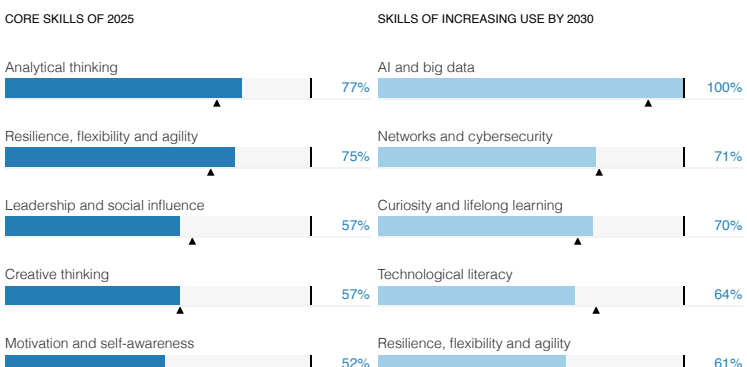 CORE SKILLS OF 2025
Analytical thinking
77%
Resilience, flexibility and agility
75%
Leadership and social influence
57%
Creative thinking
57%
Motivation and self-awareness
52%
SKILLS OF INCREASING USE BY 2030
AI and big data
100%
Networks and cybersecurity
71%
Curiosity and lifelong learning
70%
Technological literacy
64%
Resilience, flexibility and agility
61%